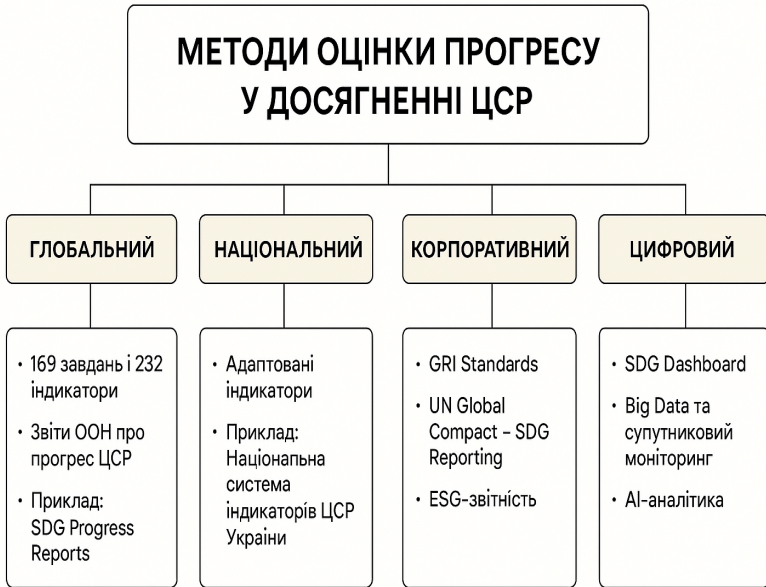 МЕТОДИ ОЦІНКИ ПРОГРЕСУ
У ДОСЯГНЕННІ ЦСР
ГЛОБАЛЬНИЙ
• 169 завдань і 232
індикатори
• Звіти ООН про
прогрес ЦСР
• Приклад:
SDG Progress
Reports
НАЦІОНАЛЬНИЙ
• Адаптовані
індикатори
• Приклад:
Націопьна
система
індикаторів ЦСР
України
КОРПОРАТИВНИЙ
• GRI Standards
• UN Global
Compact – SDG
Reporting
• ESG-звітність
ЦИФРОВИЙ
• SDG Dashboard
• Big Data та
супутниковий
моніторинг
• AI-аналітика